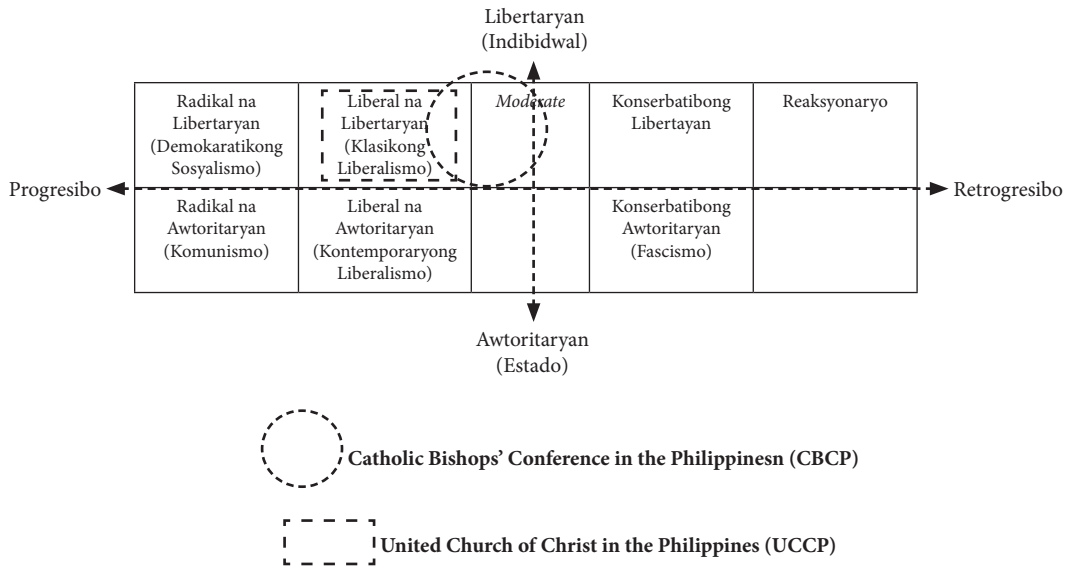 Libertaryan
(Indibidwal)
Radikal na
Libertaryan
(Demokaratikong
Sosyalismo)
Liberal na
Libertaryan
(Klasikong
Liberalismo)
Moderate
Konserbatibong
Libertayan
Reaksyonaryo
Progresibo
Retrogresibo
Radikal na
Awtoritaryan
(Komunismo)
Liberal na
Awtoritaryan
(Kontemporaryong
Liberalismo)
Konserbatibong
Awtoritaryan
(Fascismo)
Awtoritaryan
(Estado)
Catholic Bishops’ Conference in the Philippinesn (CBCP)
United Church of Christ in the Philippines (UCCP)